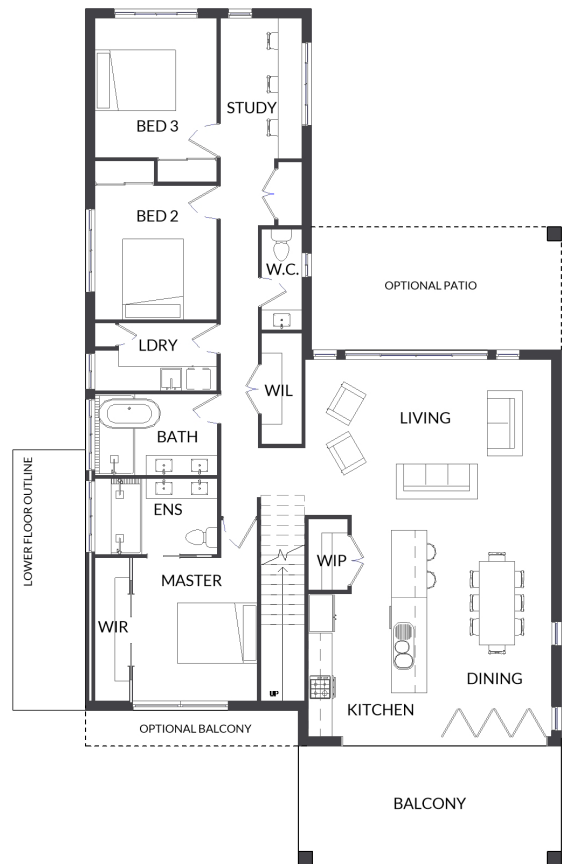 STUDY
BED 3
BED 2
W.C.
OPTIONAL PATIO
LDRY
WIL
LIVING
BATH
LOWER FLOOR OUTLINE
ENS
WIP
MASTER
WIR
DINING
UP
KITCHEN
OPTIONAL BALCONY
BALCONY